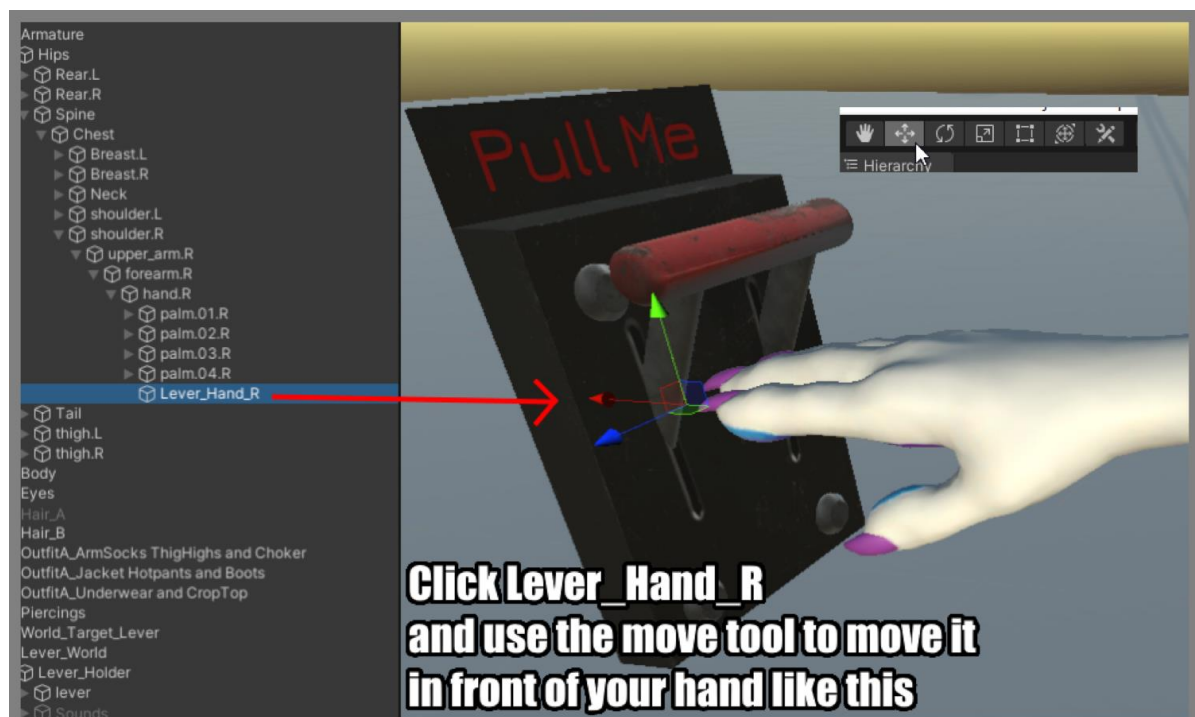 Armature
Hips
Rear.L
Rear.R
Spine
Chest
Breast.L
Breast.R
Neck
shoulder.L
shoulder.R
upper_arm.R
forearm.R
hand.R
palm.01.R
palm.02.R
palm.03.R
palm.04.R
Lever_Hand_R
Tail
thigh.L
thigh.R
Body
Eyes
Hair_A
Hair_B
OutfitA_ArmSocks ThigHighs and Choker
OutfitA_Jacket Hotpants and Boots
OutfitA_Underwear and CropTop
Piercings
World_Target_Lever
Lever_World
Lever_Holder
lever
Sounds
Pull Me
Hierarchy
Click Lever_Hand_R
and use the move tool to move it
in front of your hand like this